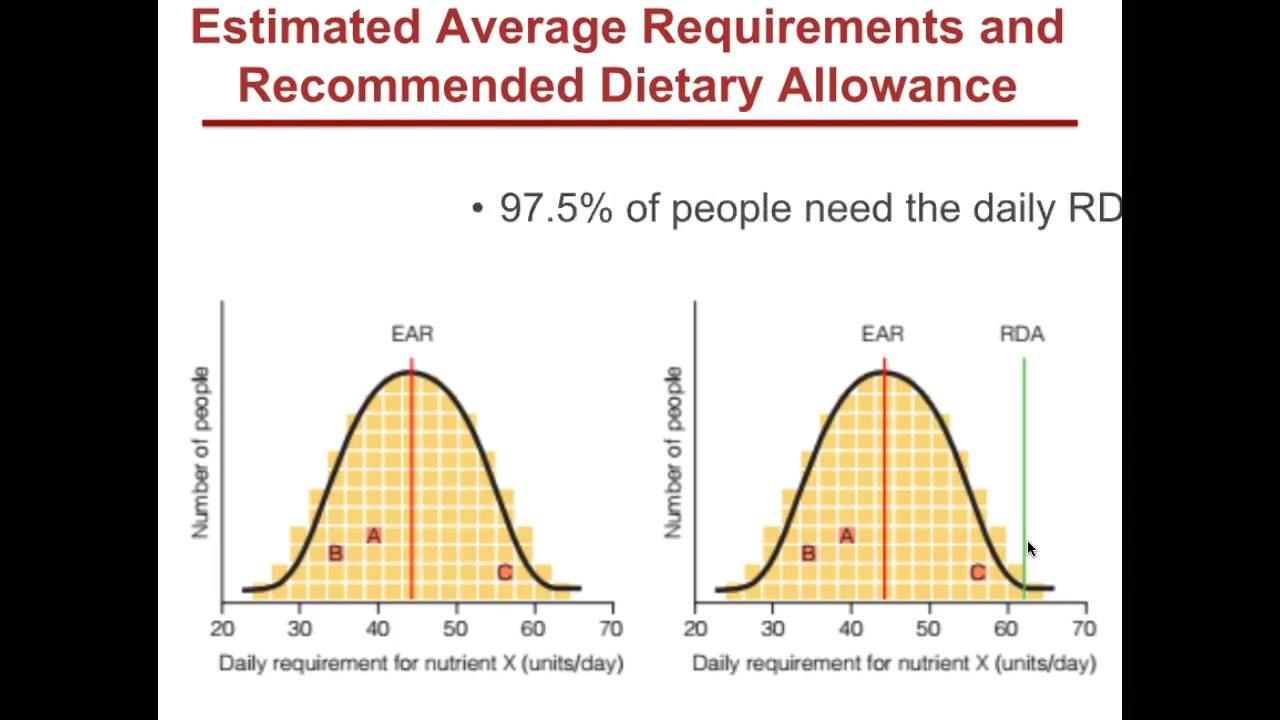 Estimated Average Requirements and
Recommended Dietary Allowance
• 97.5% of people need the daily RD
EAR
Number of people
B
A
C
20 30 40 50 60 70
Daily requirement for nutrient X (units/day)
EAR RDA
Number of people
B
A
C
20 30 40 50 60 70
Daily requirement for nutrient X (units/day)